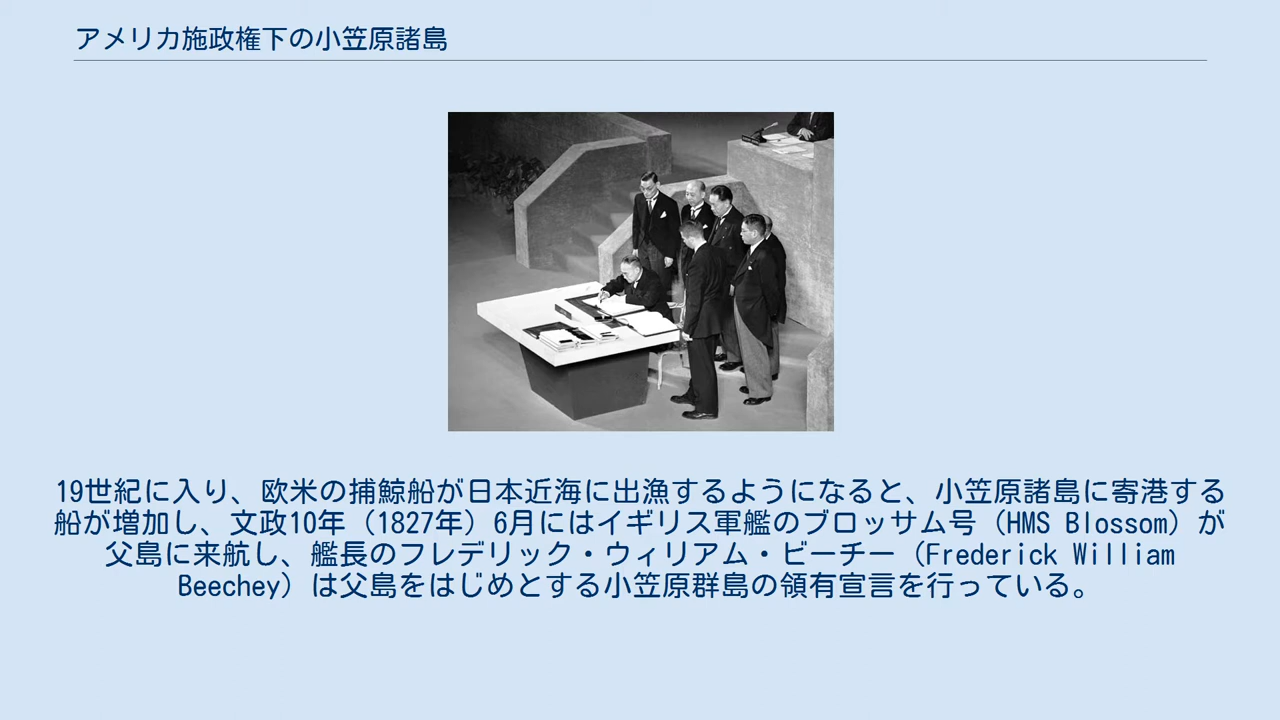 アメリカ施政権下の小笠原諸島
19世紀に入り、欧米の捕鯨船が日本近海に出漁するようになると、小笠原諸島に寄港する
船が増加し、文政10年（1827年）6月にはイギリス軍艦のブロッサム号（HMS Blossom）が
父島に来航し、艦長のフレデリック・ウィリアム・ビーチー（Frederick William
Beechey）は父島をはじめとする小笠原群島の領有宣言を行っている。